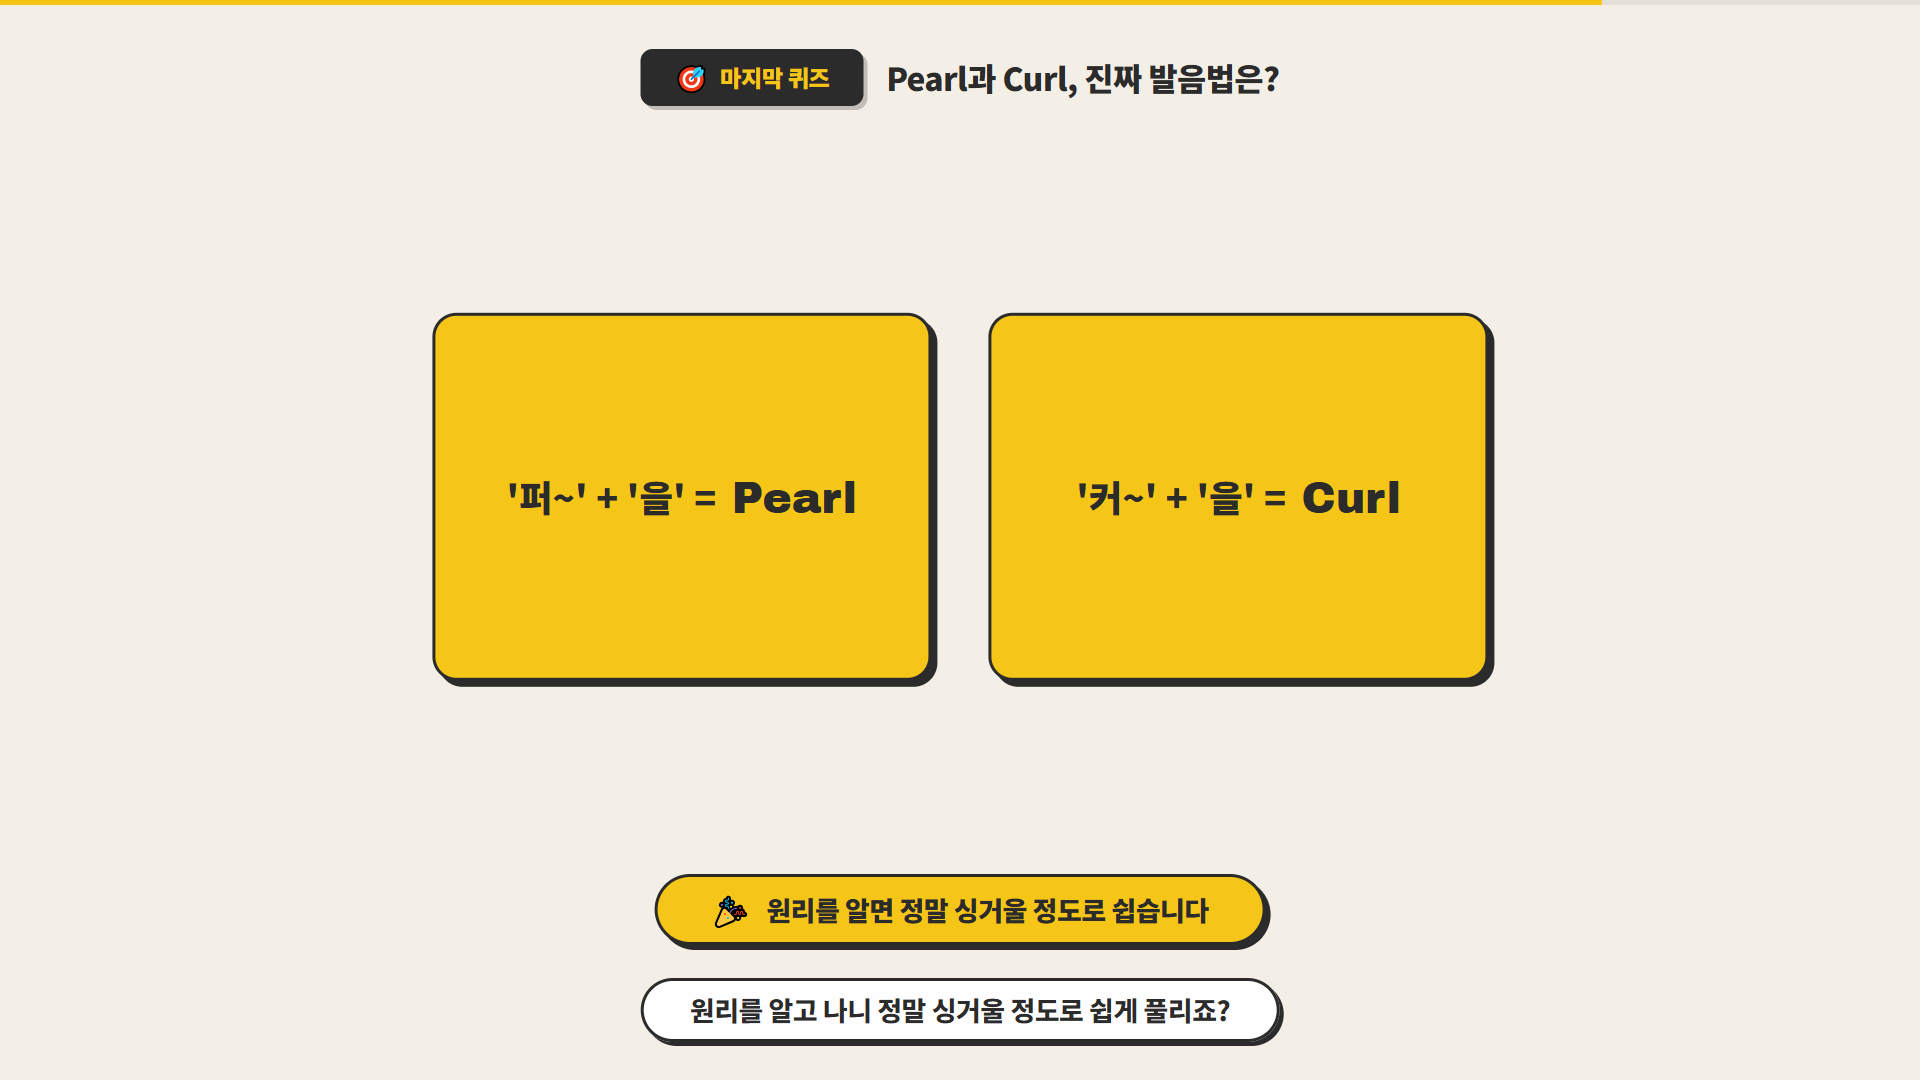 마지막 퀴즈
Pearl과 Curl, 진짜 발음법은?
'퍼~' + '을' = Pearl
'커~' + '을' = Curl
원리를 알면 정말 싱거울 정도로 쉽습니다
원리를 알고 나니 정말 싱거울 정도로 쉽게 풀리죠?